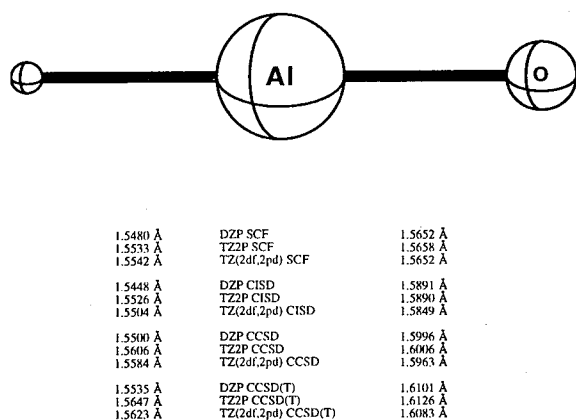 Al O
1.5480 Å DZP SCF 1.5652 Å
1.5533 Å TZ2P SCF 1.5658 Å
1.5542 Å TZ(2df,2pd) SCF 1.5652 Å
1.5448 Å DZP CISD 1.5891 Å
1.5526 Å TZ2P CISD 1.5890 Å
1.5504 Å TZ(2df,2pd) CISD 1.5849 Å
1.5500 Å DZP CCSD 1.5996 Å
1.5606 Å TZ2P CCSD 1.6006 Å
1.5584 Å TZ(2df,2pd) CCSD 1.5963 Å
1.5535 Å DZP CCSD(T) 1.6101 Å
1.5647 Å TZ2P CCSD(T) 1.6126 Å
1.5623 Å TZ(2df,2pd) CCSD(T) 1.6083 Å